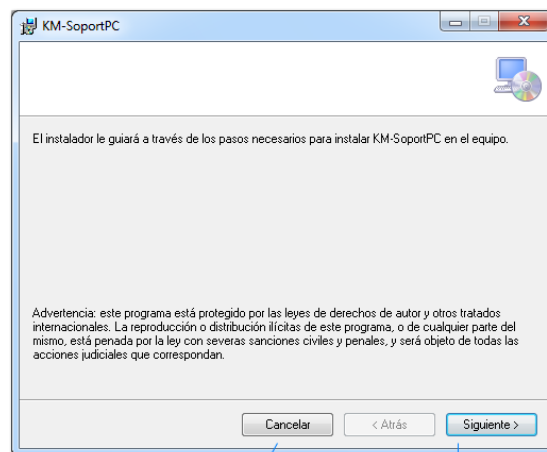 KM-SoportPC
El instalador le guiará a través de los pasos necesarios para instalar KM-SoportPC en el equipo.
Advertencia: este programa está protegido por las leyes de derechos de autor y otros tratados
internacionales. La reproducción o distribución ilícitas de este programa, o de cualquier parte del
mismo, está penada por la ley con severas sanciones civiles y penales, y será objeto de todas las
acciones judiciales que correspondan.
Cancelar < Atrás Siguiente >